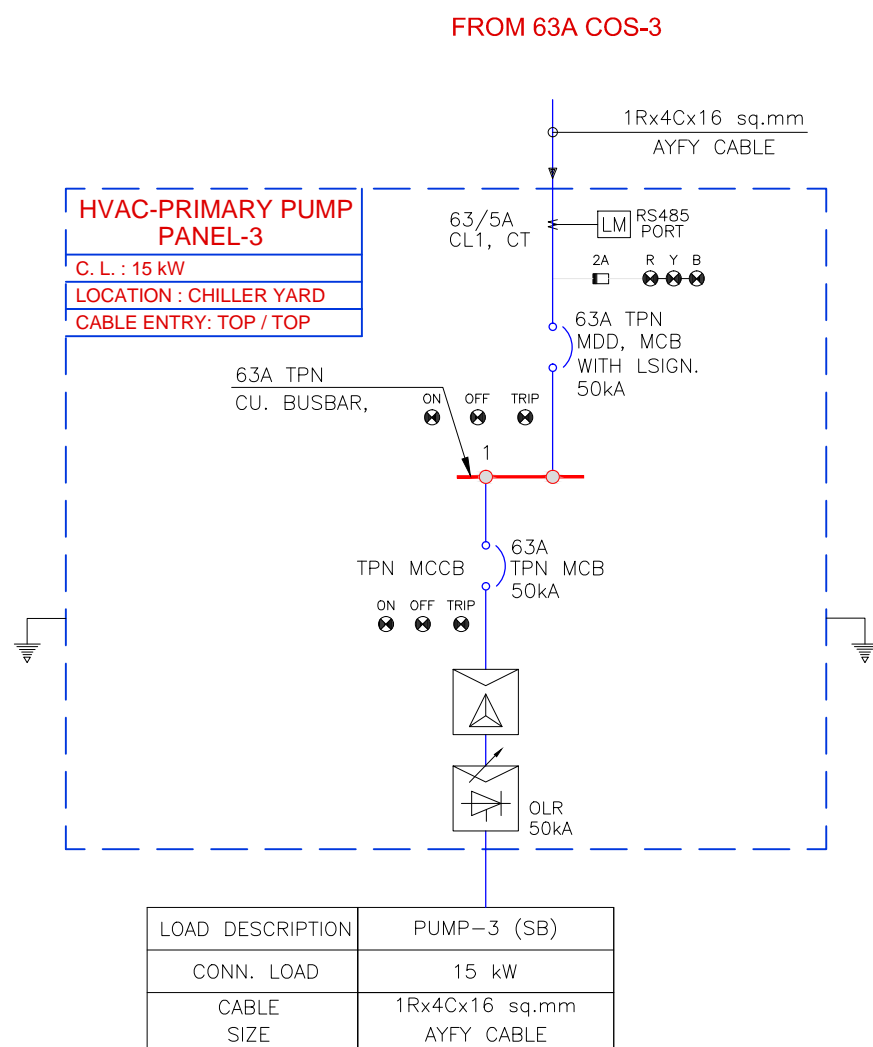 FROM 63A COS-3
1Rx4Cx16 sq.mm
AYFY CABLE
HVAC-PRIMARY PUMP
PANEL-3
C. L. : 15 kW
LOCATION : CHILLER YARD
CABLE ENTRY: TOP / TOP
63/5A
CL1, CT
LM
RS485
PORT
2A
R Y B
63A TPN
MDD, MCB
WITH LSIGN.
50kA
63A TPN
CU. BUSBAR,
ON OFF TRIP
1
TPN MCCB
63A
TPN MCB
50kA
ON OFF TRIP
OLR
50kA
LOAD DESCRIPTION PUMP-3 (SB)
CONN. LOAD 15 kW
CABLE
SIZE
1Rx4Cx16 sq.mm
AYFY CABLE